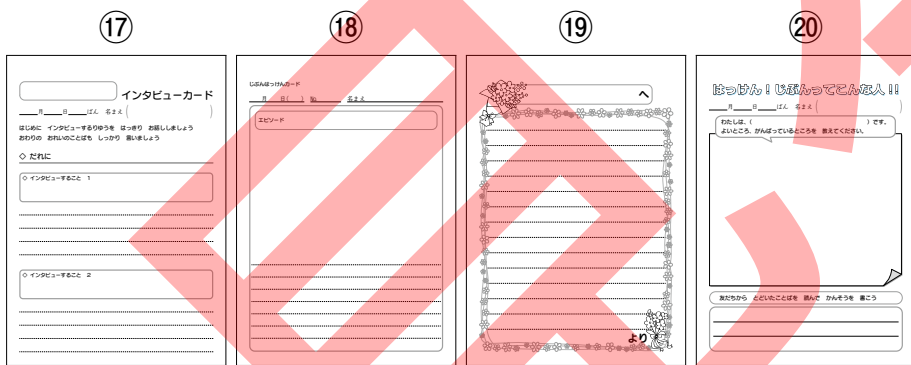 ⑰
インタビューカード
月 日 ばん 名まえ( )
はじめに インタビューするりゆうを はっきり お話ししましょう
おわりの おれいのことばも しっかり 言いましょう
◇ だれに
◇ インタビューすること 1
◇ インタビューすること 2
⑱
じぶんはっけんカード
月 日( ) № 名まえ
エピソード
⑲
へ
より
⑳
はっけん!じぶんってこんな人!!
月 日 ばん 名まえ( )
わたしは、( )です。
よいところ、がんばっているところを 教えてください。
友だちから とどいたことばを 読んで かんそうを 書こう